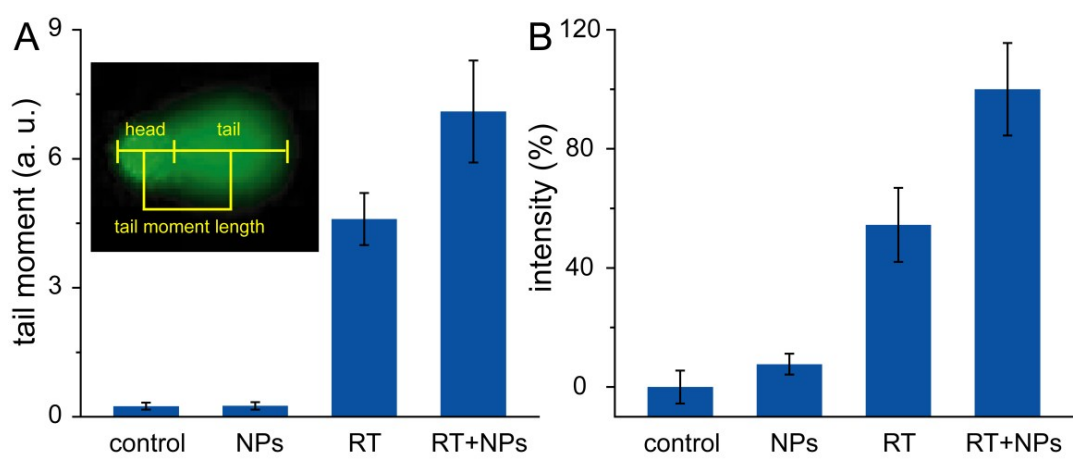 A
tail moment (a. u.)
9
6
3
0
head tail
tail moment length
control NPs RT RT+NPs
B
intensity (%)
120
80
40
0
control NPs RT RT+NPs